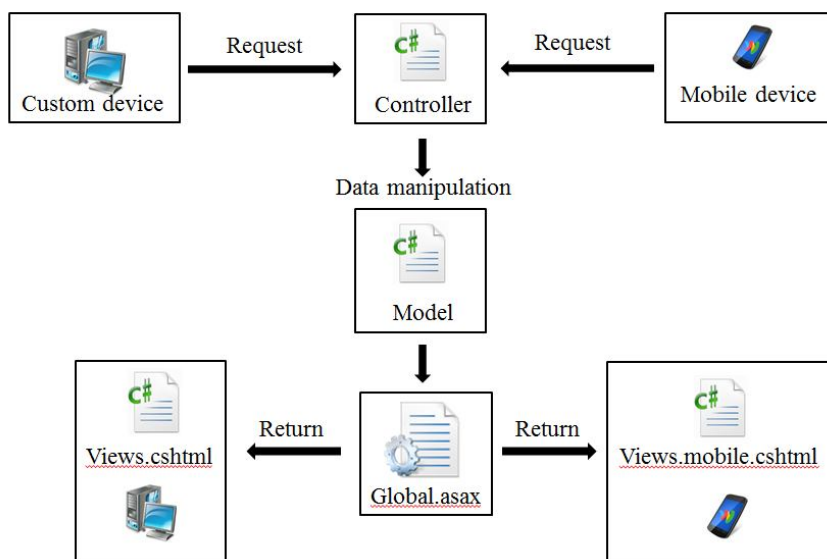 Request
Request
C#
Custom device
Controller
Mobile device
Data manipulation
C#
Model
C#
C#
Return
Return
Views.cshtml
Views.mobile.cshtml
Global.asax